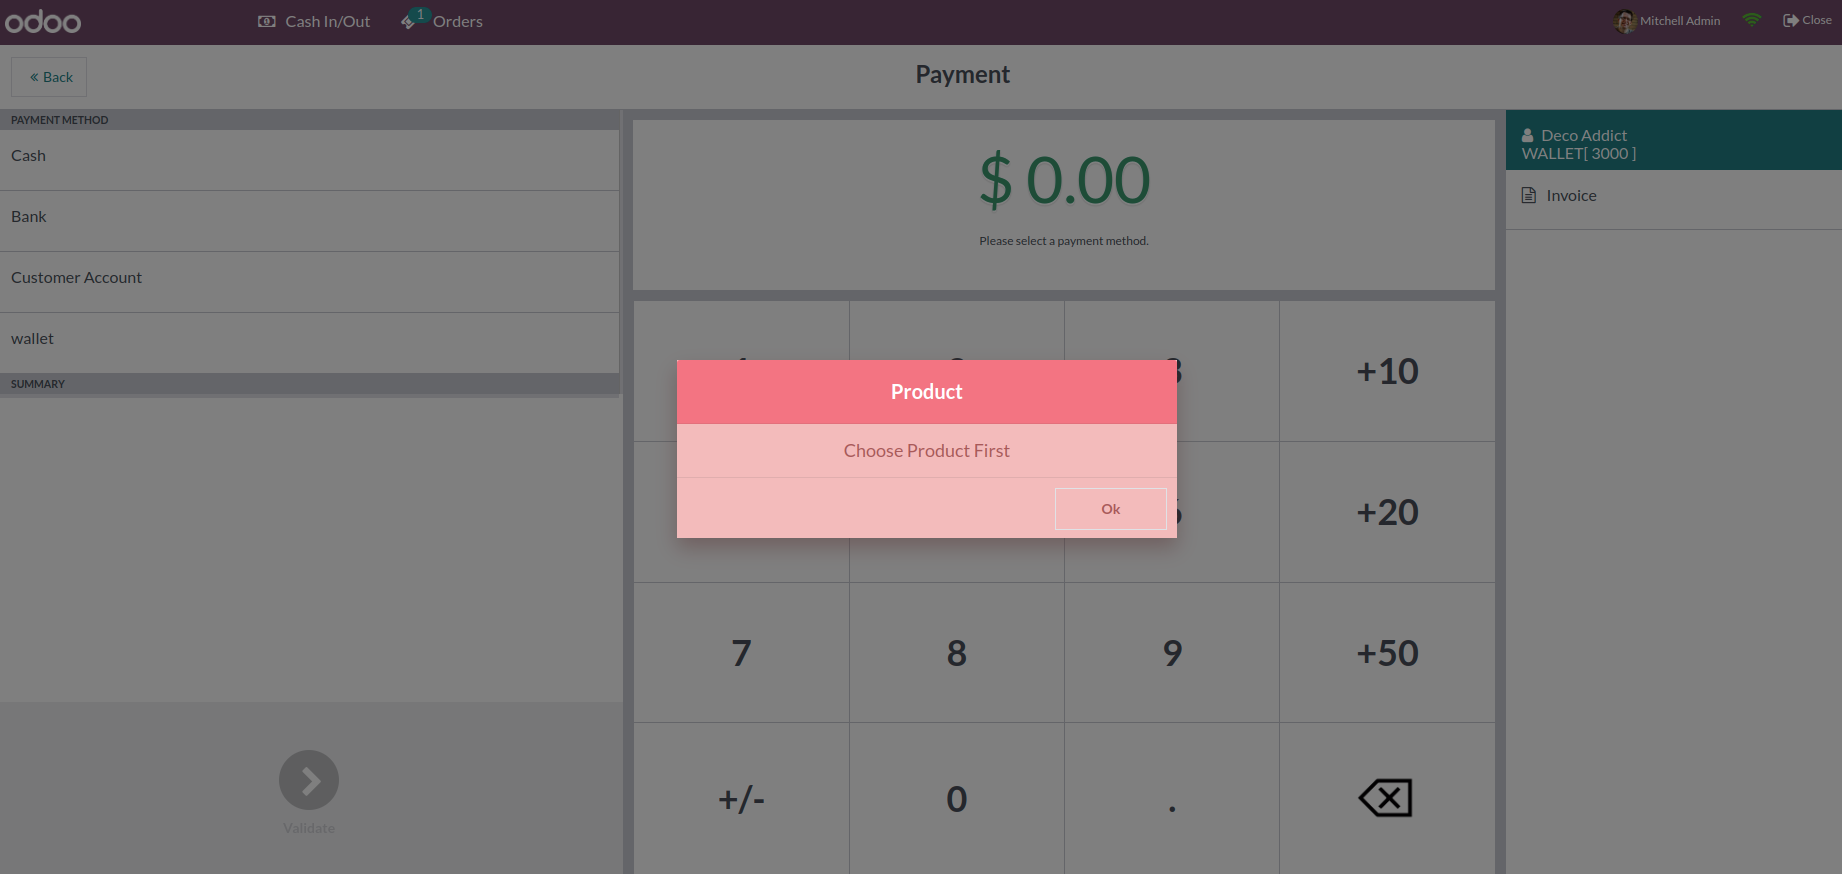 odoo
Cash In/Out
1
Orders
Mitchell Admin
Close
« Back
Payment
PAYMENT METHOD
Cash
Bank
Customer Account
wallet
SUMMARY
Validate
$ 0.00
Please select a payment method.
+10
+20
7 8 9 +50
+/- 0 .
Product
Choose Product First
Ok
Deco Addict
WALLET[ 3000 ]
Invoice